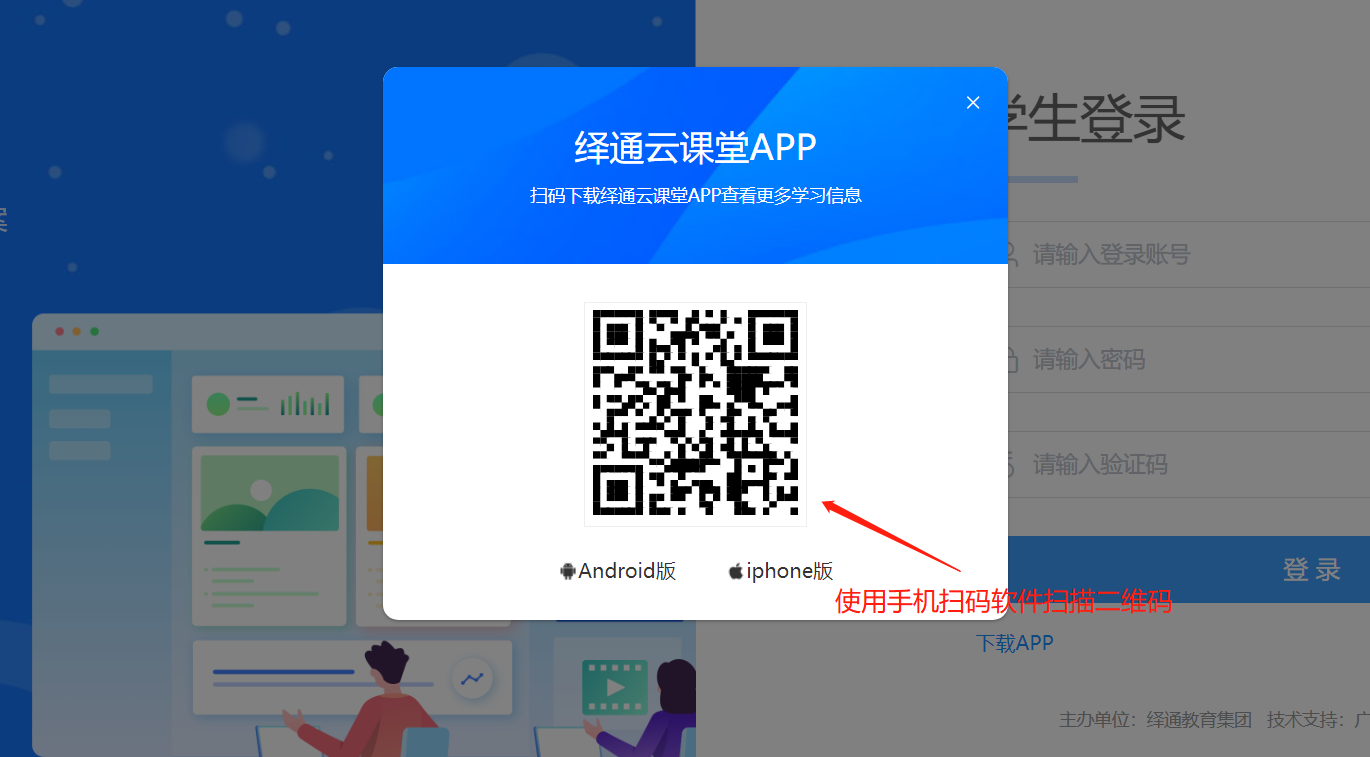 学生登录
绎通云课堂APP
扫码下载绎通云课堂APP查看更多学习信息
请输入登录账号
请输入密码
请输入验证码
登录
Android版
iphone版
使用手机扫码软件扫描二维码
下载APP
主办单位：绎通教育集团 技术支持：广